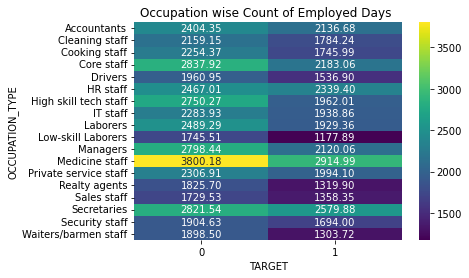 Occupation wise Count of Employed Days
OCCUPATION_TYPE
Accountants 2404.35 2136.68
Cleaning staff 2159.15 1784.24
Cooking staff 2254.37 1745.99
Core staff 2837.92 2183.06
Drivers 1960.95 1536.90
HR staff 2467.01 2339.40
High skill tech staff 2750.27 1962.01
IT staff 2283.93 1938.86
Laborers 2489.29 1929.36
Low-skill Laborers 1745.51 1177.89
Managers 2798.44 2120.06
Medicine staff 3800.18 2914.99
Private service staff 2306.91 1994.10
Realty agents 1825.70 1319.90
Sales staff 1729.53 1358.35
Secretaries 2821.54 2579.88
Security staff 1904.63 1694.00
Waiters/barmen staff 1898.50 1303.72
0 1
TARGET
3500
3000
2500
2000
1500